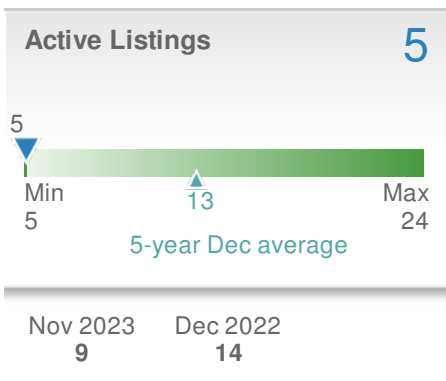 Active Listings 5
5
Min 13 Max
5 24
5-year Dec average
Nov 2023 Dec 2022
9 14